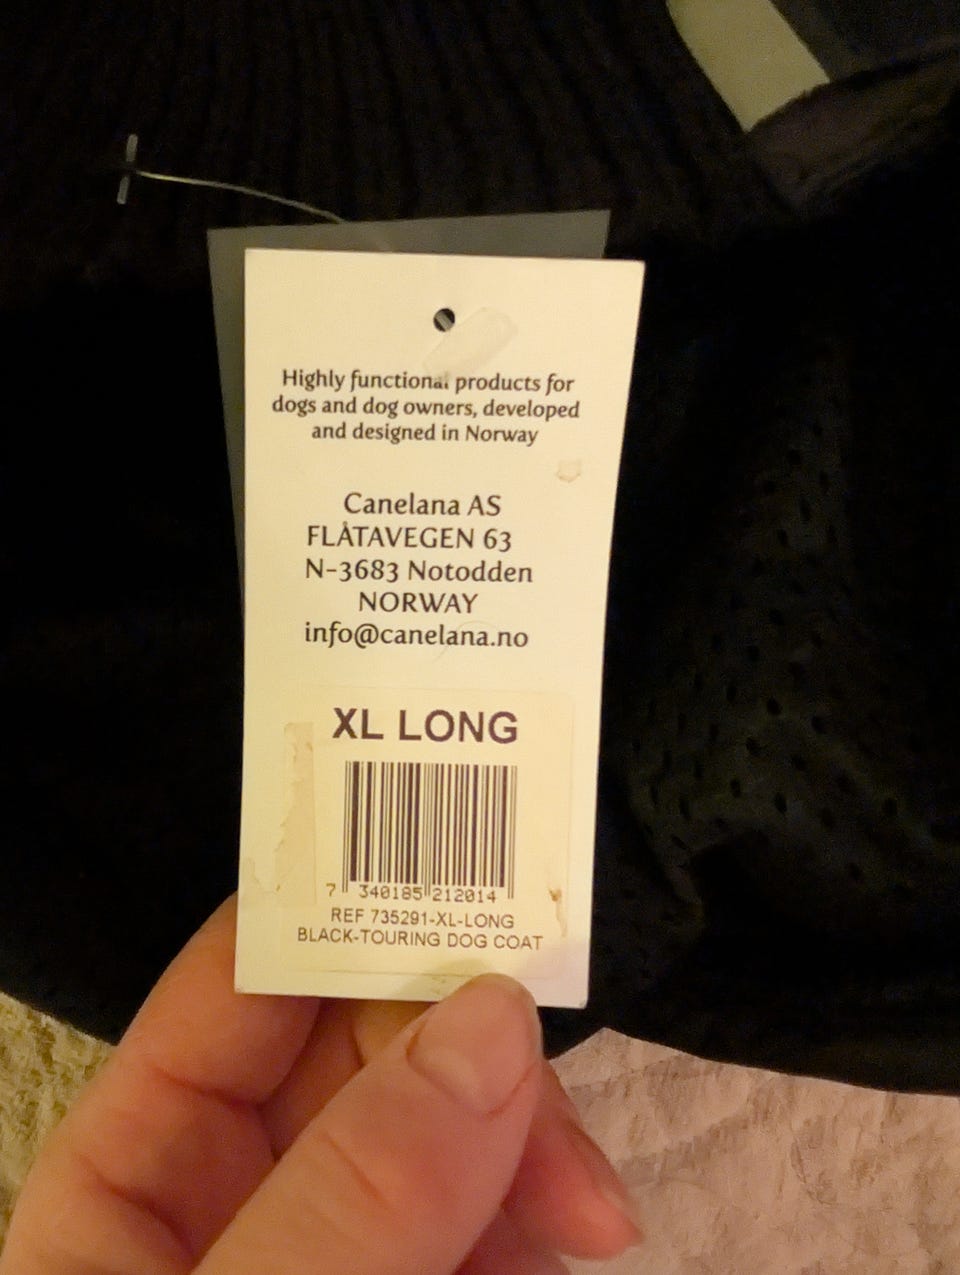 Highly functional products for
dogs and dog owners, developed
and designed in Norway
Canelana AS
FLÅTAVEGEN 63
N-3683 Notodden
NORWAY
info@canelana.no
XL LONG
7 340185 212014
REF 735291-XL-LONG
BLACK-TOURING DOG COAT